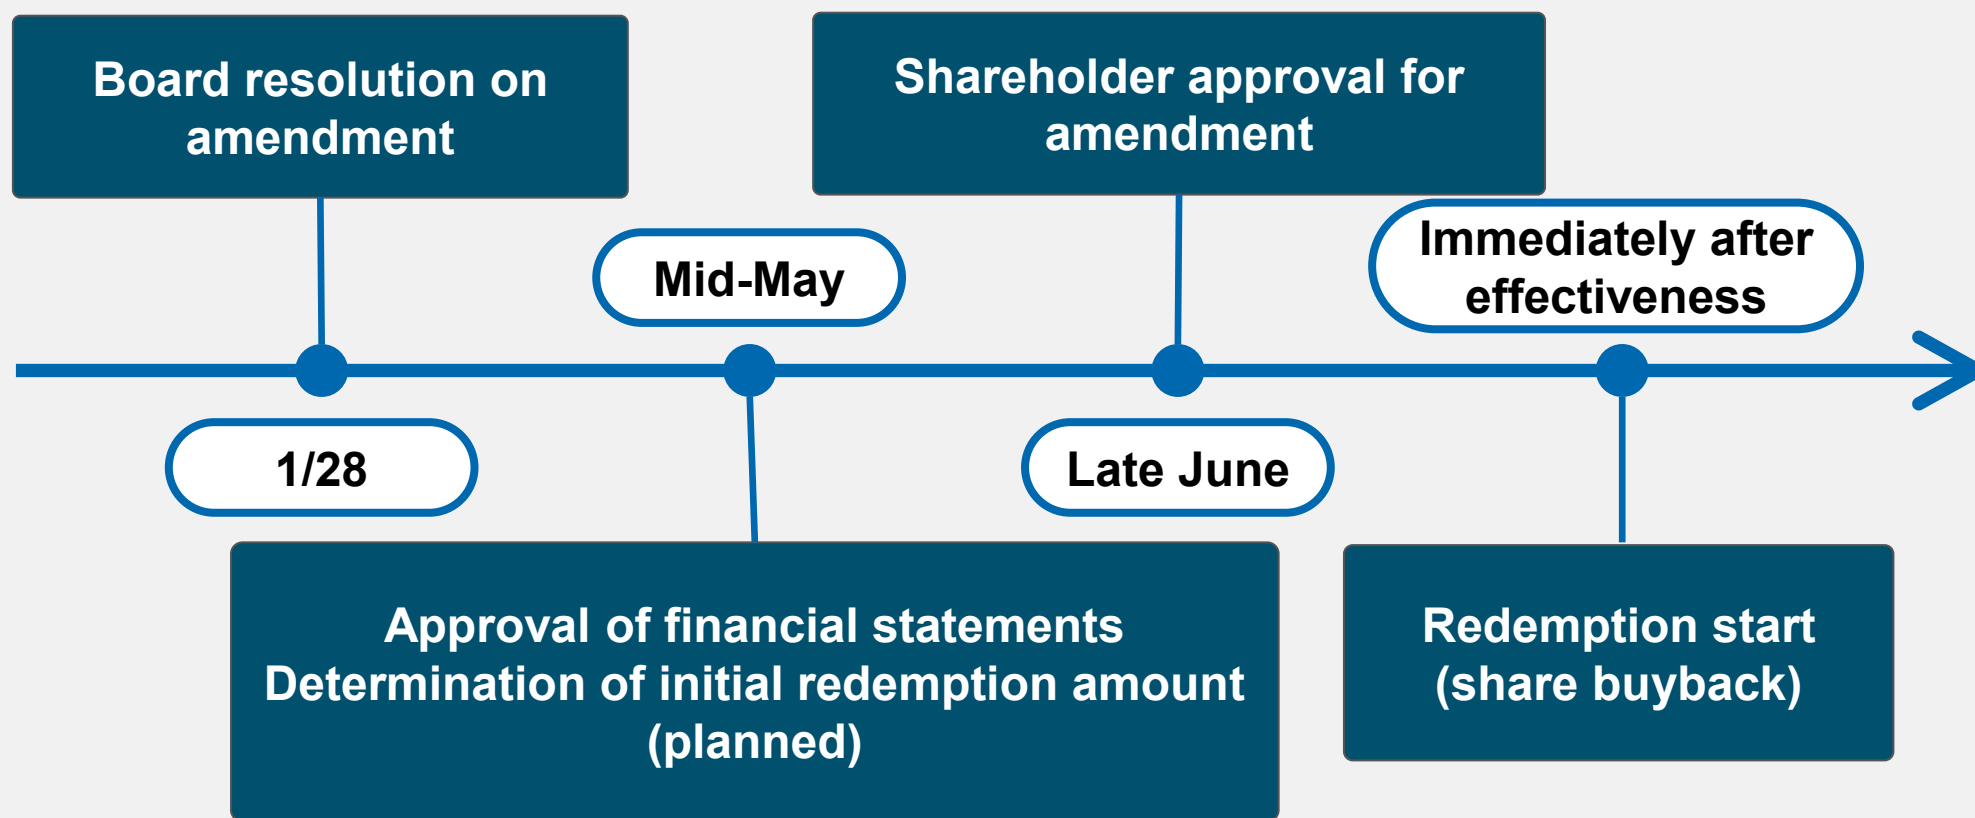 Board resolution on
amendment
Shareholder approval for
amendment
Mid-May
Immediately after
effectiveness
1/28
Late June
Approval of financial statements
Determination of initial redemption amount
(planned)
Redemption start
(share buyback)